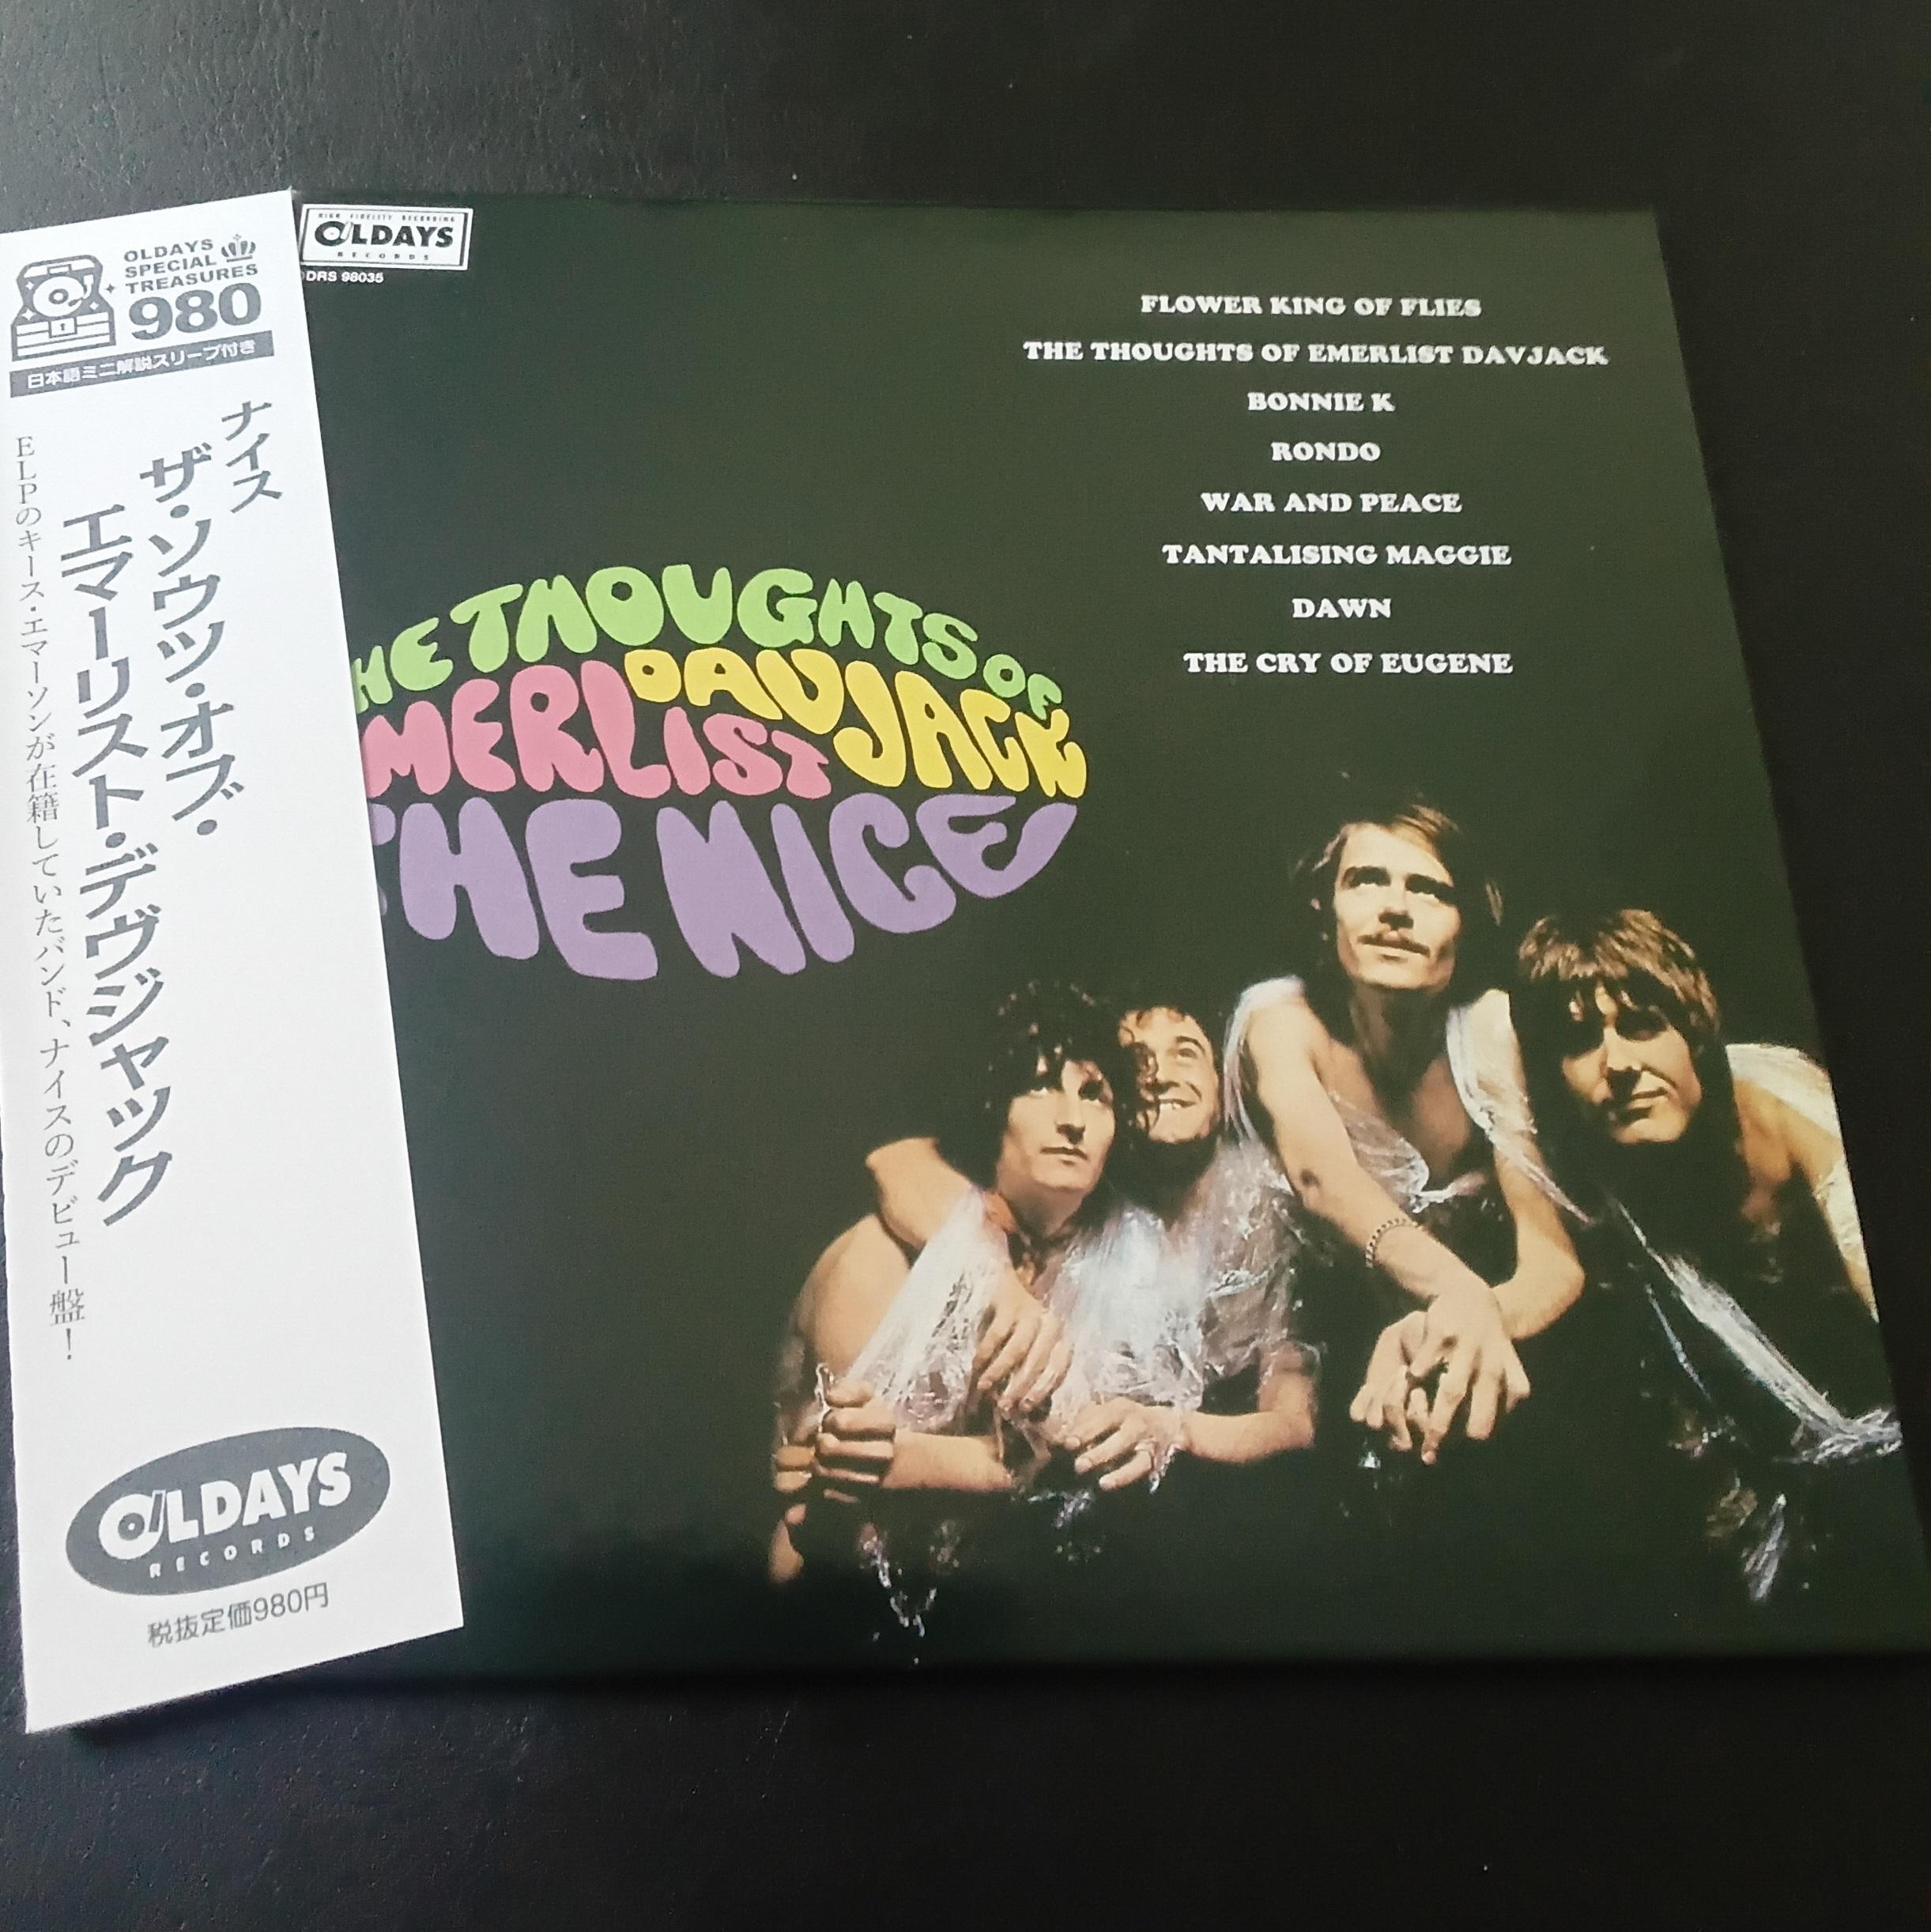 OLDAYS
SPECIAL
TREASURES
980
日本語ミニ解説スリーブ付き
ナイス
ザ・ソウツ・オブ・
エマーリスト・デヴジャック
ELPのキース・エマーソンが在籍していたバンド、ナイスのデビュー盤！
OLDAYS
RECORDS
税抜定価980円
HIGH FIDELITY RECORDING
OLDAYS
RECORDS
DRS 98035
FLOWER KING OF FLIES
THE THOUGHTS OF EMERLIST DAVJACK
BONNIE K
RONDO
WAR AND PEACE
TANTALISING MAGGIE
DAWN
THE CRY OF EUGENE
HE THOUGHTS OF
MERLIST DAVJACK
THE NICE